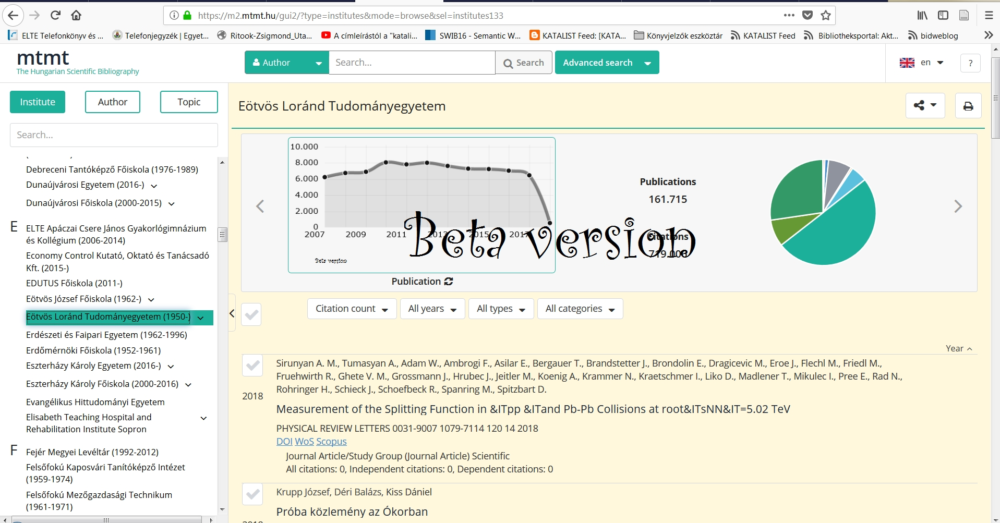 https://m2.mtmt.hu/gui2/?type=institutes&mode=browse&sel=institutes133
ELTE Telefonkönyv és ...
Telefonjegyzék | Egyet...
Ritook-Zsigmond_Uta...
A címleírástól a "katali...
SWIB16 - Semantic W...
KATALIST Feed: [KATA...
Könyvjelzők eszköztár
KATALIST Feed
Bibliotheksportal: Akt...
bidweblog
mtmt
The Hungarian Scientific Bibliography
Author
Search...
Search
Advanced search
en
?
Institute
Author
Topic
Search...
Debreceni Tantóképző Főiskola (1976-1989)
Dunaújvárosi Egyetem (2016-)
Dunaújvárosi Főiskola (2000-2015)
E
ELTE Apáczai Csere János Gyakorlógimnázium
és Kollégium (2006-2014)
Economy Control Kutató, Oktató és Tanácsadó
Kft. (2015-)
EDUTUS Főiskola (2011-)
Eötvös József Főiskola (1962-)
Eötvös Loránd Tudományegyetem (1950-)
Erdészeti és Faipari Egyetem (1962-1996)
Erdőmérnöki Főiskola (1952-1961)
Eszterházy Károly Egyetem (2016-)
Eszterházy Károly Főiskola (2000-2016)
Evangélikus Hittudományi Egyetem
Elisabeth Teaching Hospital and
Rehabilitation Institute Sopron
F
Fejér Megyei Levéltár (1992-2012)
Felsőfokú Kaposvári Tanítóképző Intézet
(1959-1974)
Felsőfokú Mezőgazdasági Technikum
(1961-1971)
Eötvös Loránd Tudományegyetem
10.000
8.000
6.000
4.000
2.000
0
2007
2009
2011
2013
2015
2017
Beta version
Beta version
Publication
Publications
161.715
Citations
Citation count
All years
All types
All categories
Year
2018
Sirunyan A. M., Tumasyan A., Adam W., Ambrogi F., Asilar E., Bergauer T., Brandstetter J., Brondolin E., Dragicevic M., Eroe J., Flechl M., Friedl M.,
Fruehwirth R., Ghete V. M., Grossmann J., Hrubec J., Jeitler M., Koenig A., Krammer N., Kraetschmer I., Liko D., Madlener T., Mikulec I., Pree E., Rad N.,
Rohringer H., Schieck J., Schoefbeck R., Spanring M., Spitzbart D.
Measurement of the Splitting Function in &ITpp &ITand Pb-Pb Collisions at root&ITsNN&IT=5.02 TeV
PHYSICAL REVIEW LETTERS 0031-9007 1079-7114 120 14 2018
DOI WoS Scopus
Journal Article/Study Group (Journal Article) Scientific
All citations: 0, Independent citations: 0, Dependent citations: 0
Krupp József, Déri Balázs, Kiss Dániel
Próba közlemény az Ókorban